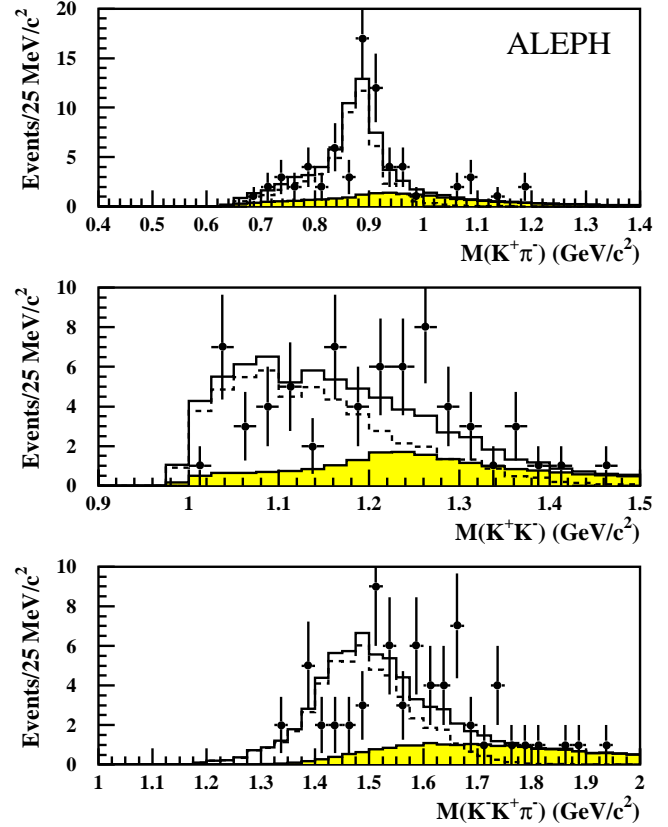 ALEPH
Events/25 MeV/c²
20
15
10
5
0
0.4 0.5 0.6 0.7 0.8 0.9 1 1.1 1.2 1.3 1.4
M(K⁺π⁻) (GeV/c²)
Events/25 MeV/c²
10
8
6
4
2
0
0.9 1 1.1 1.2 1.3 1.4 1.5
M(K⁺K⁻) (GeV/c²)
Events/25 MeV/c²
10
8
6
4
2
0
1 1.1 1.2 1.3 1.4 1.5 1.6 1.7 1.8 1.9 2
M(K⁻K⁺π⁻) (GeV/c²)